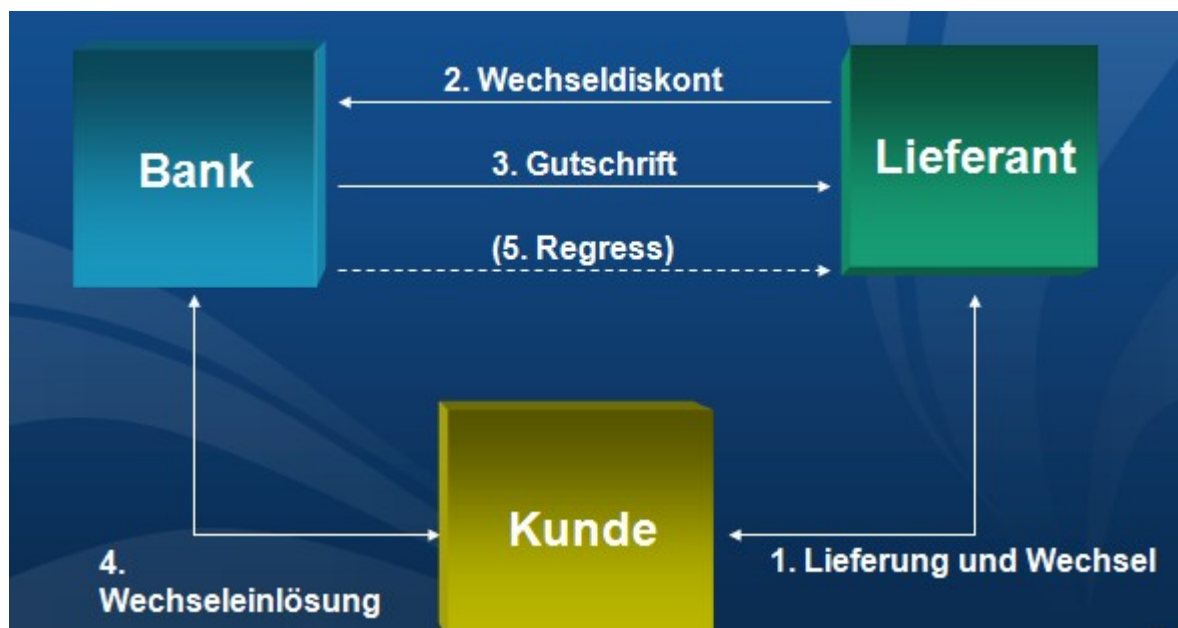 2. Wechseldiskont
Bank
3. Gutschrift
Lieferant
(5. Regress)
Kunde
4.
Wechseleinlösung
1. Lieferung und Wechsel